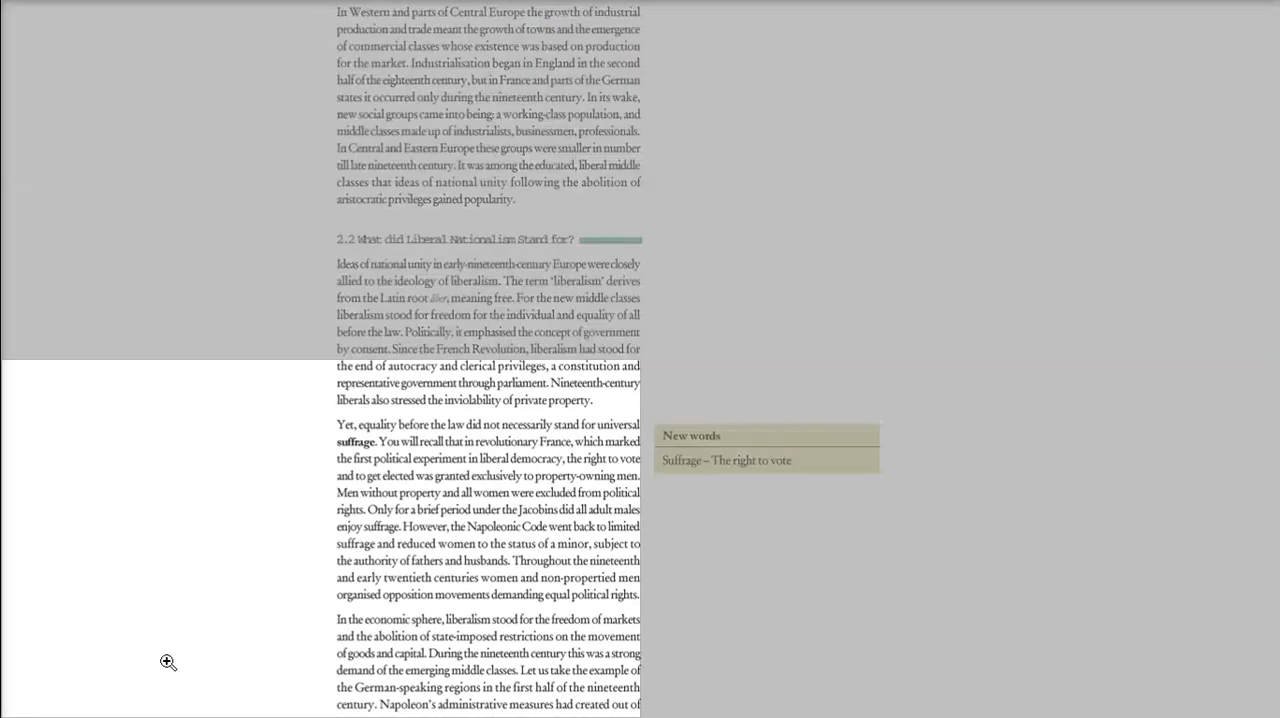 In Western and parts of Central Europe the growth of industrial
production and trade meant the growth of towns and the emergence
of commercial classes whose existence was based on production
for the market. Industrialisation began in England in the second
half of the eighteenth century, but in France and parts of the German
states it occurred only during the nineteenth century. In its wake,
new social groups came into being: a working-class population, and
middle classes made up of industrialists, businessmen, professionals.
In Central and Eastern Europe these groups were smaller in number
till late nineteenth century. It was among the educated, liberal middle
classes that ideas of national unity following the abolition of
aristocratic privileges gained popularity.
2.2 What did Liberal Nationalism Stand for?
Ideas of national unity in early-nineteenth-century Europe were closely
allied to the ideology of liberalism. The term ‘liberalism’ derives
from the Latin root liber, meaning free. For the new middle classes
liberalism stood for freedom for the individual and equality of all
before the law. Politically, it emphasised the concept of government
by consent. Since the French Revolution, liberalism had stood for
the end of autocracy and clerical privileges, a constitution and
representative government through parliament. Nineteenth-century
liberals also stressed the inviolability of private property.
Yet, equality before the law did not necessarily stand for universal
suffrage. You will recall that in revolutionary France, which marked
the first political experiment in liberal democracy, the right to vote
and to get elected was granted exclusively to property-owning men.
Men without property and all women were excluded from political
rights. Only for a brief period under the Jacobins did all adult males
enjoy suffrage. However, the Napoleonic Code went back to limited
suffrage and reduced women to the status of a minor, subject to
the authority of fathers and husbands. Throughout the nineteenth
and early twentieth centuries women and non-propertied men
organised opposition movements demanding equal political rights.
New words
Suffrage – The right to vote
In the economic sphere, liberalism stood for the freedom of markets
and the abolition of state-imposed restrictions on the movement
of goods and capital. During the nineteenth century this was a strong
demand of the emerging middle classes. Let us take the example of
the German-speaking regions in the first half of the nineteenth
century. Napoleon’s administrative measures had created out of